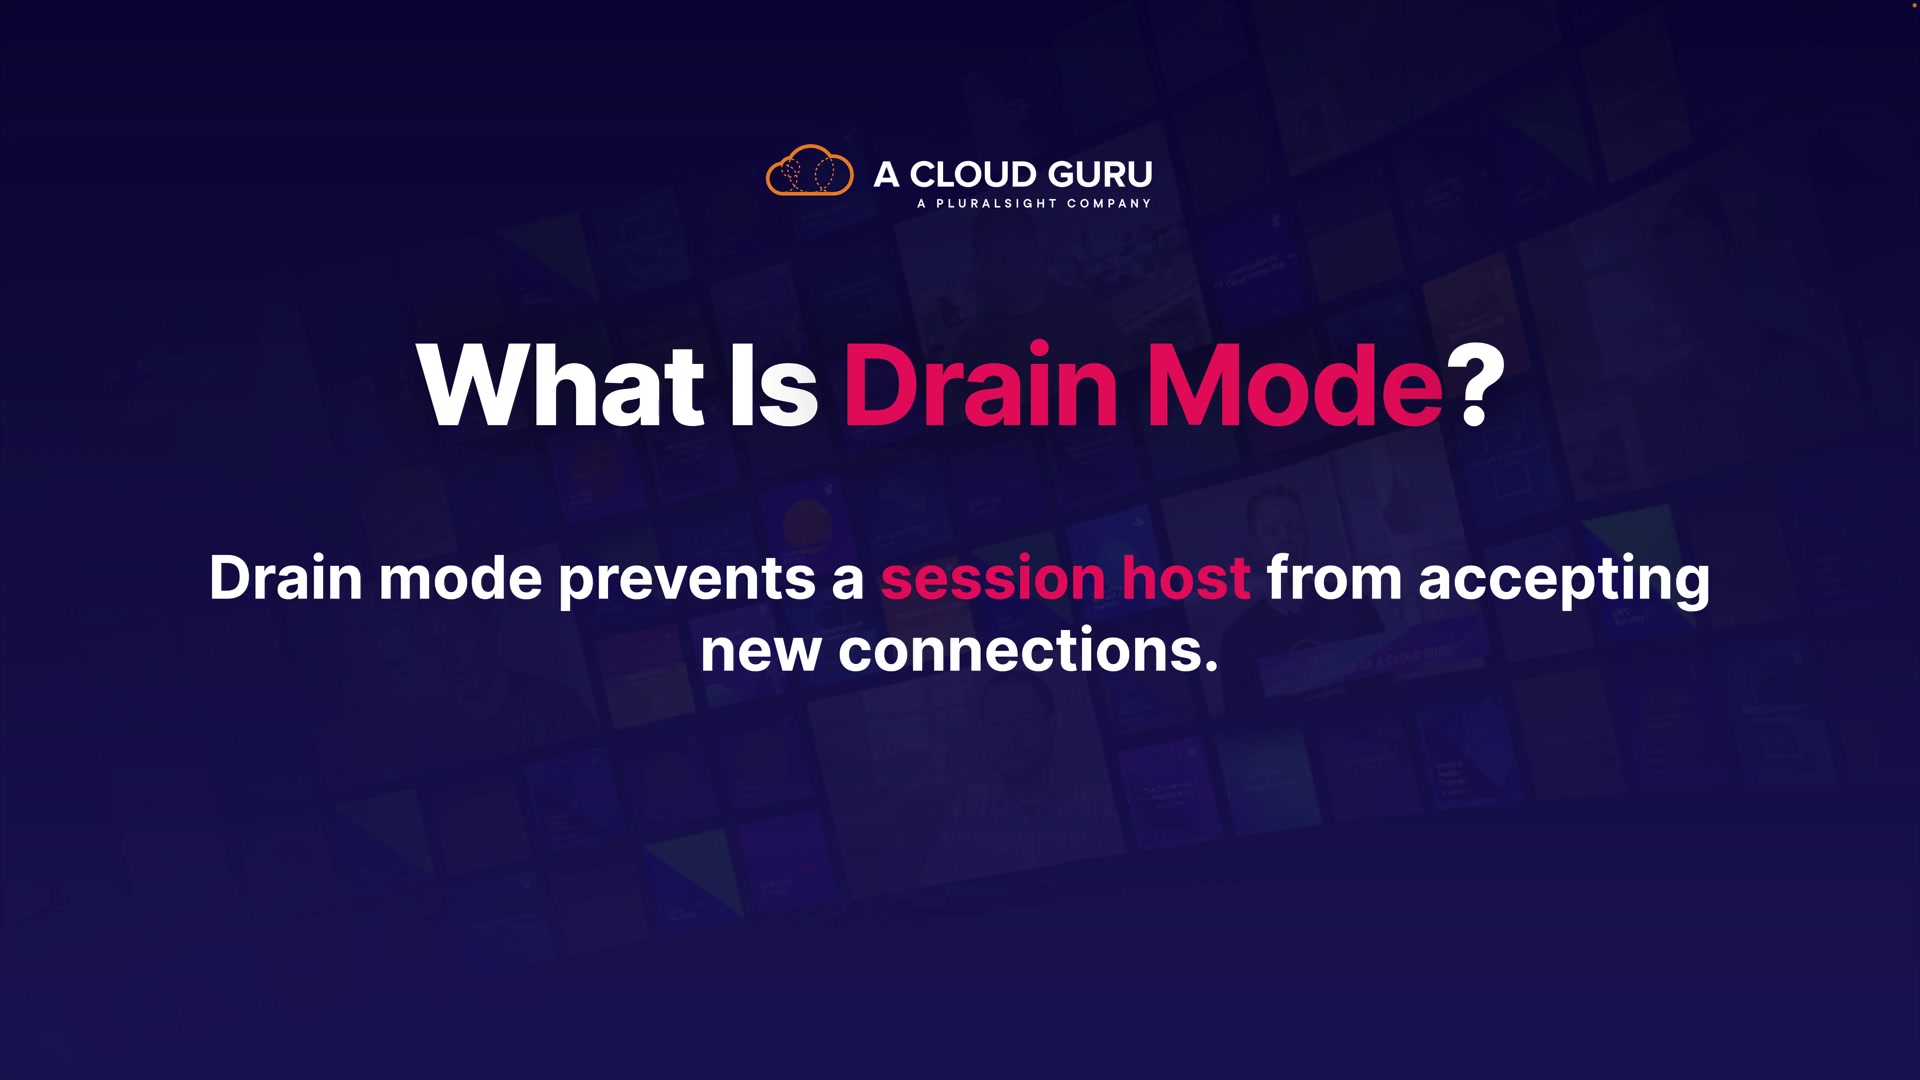 A CLOUD GURU
A PLURALSIGHT COMPANY
What Is Drain Mode?
Drain mode prevents a session host from accepting
new connections.